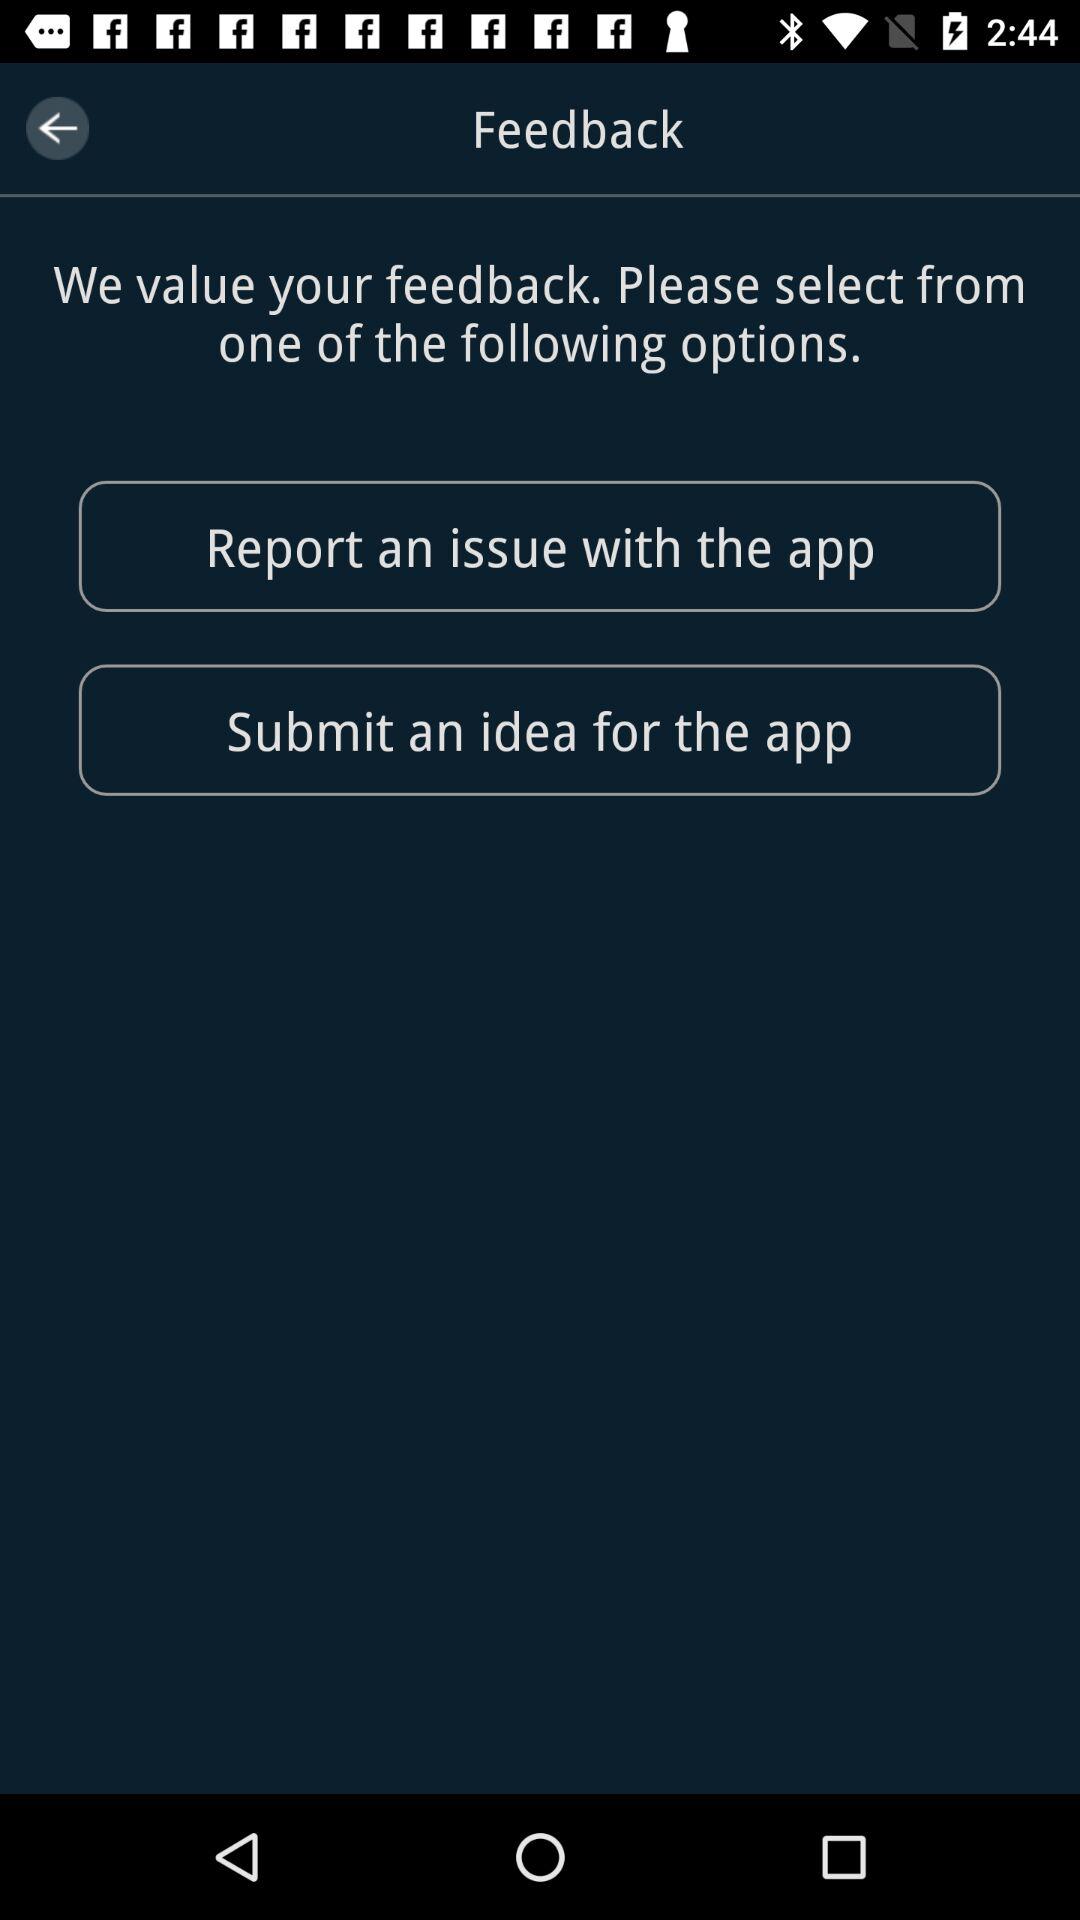 2:44
Feedback
We value your feedback. Please select from
one of the following options.
Report an issue with the app
Submit an idea for the app